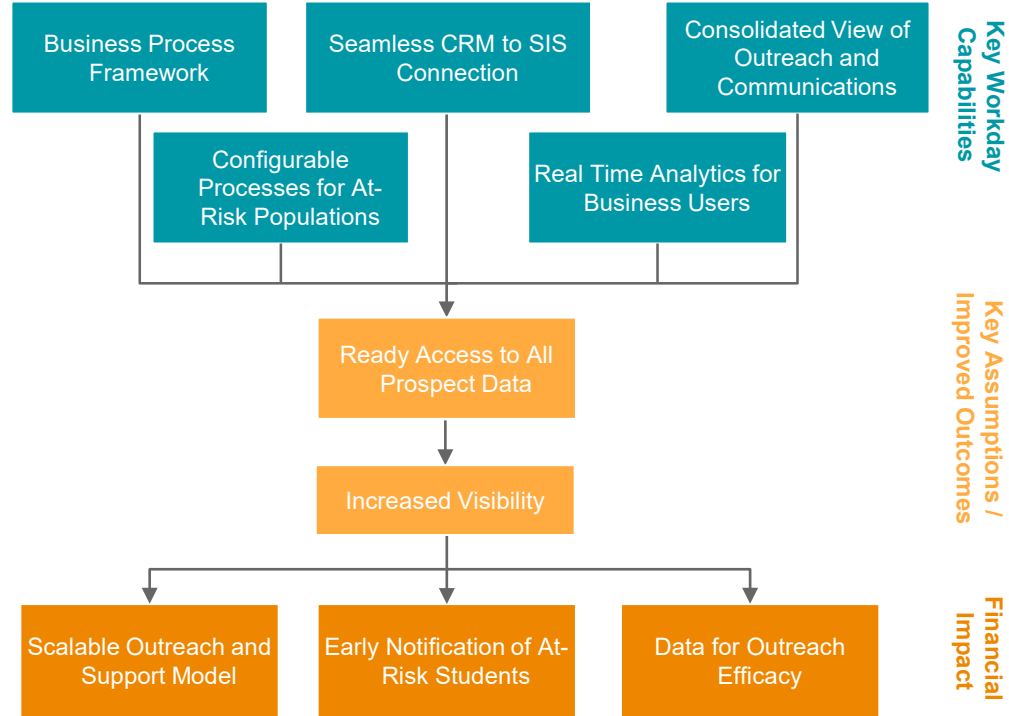 Business Process
Framework
Seamless CRM to SIS
Connection
Consolidated View of
Outreach and
Communications
Key Workday
Capabilities
Configurable
Processes for At-
Risk Populations
Real Time Analytics for
Business Users
Ready Access to All
Prospect Data
Key Assumptions /
Improved Outcomes
Increased Visibility
Scalable Outreach and
Support Model
Early Notification of At-
Risk Students
Data for Outreach
Efficacy
Financial
Impact